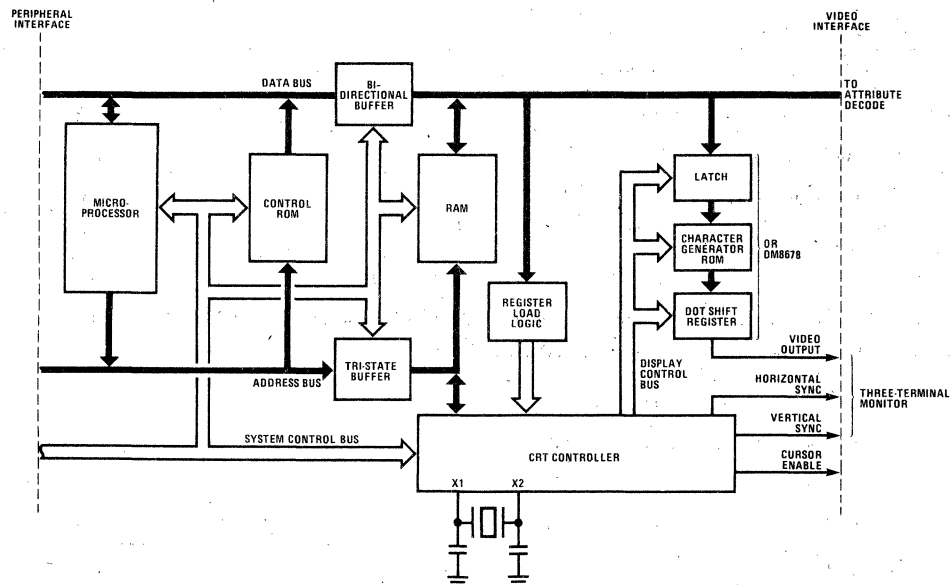 PERIPHERAL
INTERFACE
VIDEO
INTERFACE
DATA BUS
BI-
DIRECTIONAL
BUFFER
TO
ATTRIBUTE
DECODE
MICRO-
PROCESSOR
CONTROL
ROM
RAM
LATCH
CHARACTER
GENERATOR
ROM
OR
DM8678
REGISTER
LOAD
LOGIC
DOT SHIFT
REGISTER
TRI-STATE
BUFFER
ADDRESS BUS
DISPLAY
CONTROL
BUS
VIDEO
OUTPUT
HORIZONTAL
SYNC
THREE-TERMINAL
MONITOR
VERTICAL
SYNC
SYSTEM CONTROL BUS
CRT CONTROLLER
CURSOR
ENABLE
X1
X2